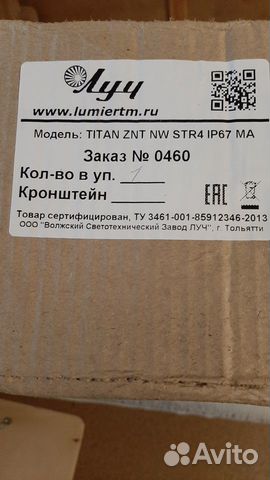 Луч
www.lumiertm.ru
Модель: TITAN ZNT NW STR4 IP67 MA
Заказ № 0460
Кол-во в уп. 1
Кронштейн
EAC
Товар сертифицирован, ТУ 3461-001-85912346-2013
ООО "Волжский Светотехнический Завод ЛУЧ", г. Тольятти
Avito